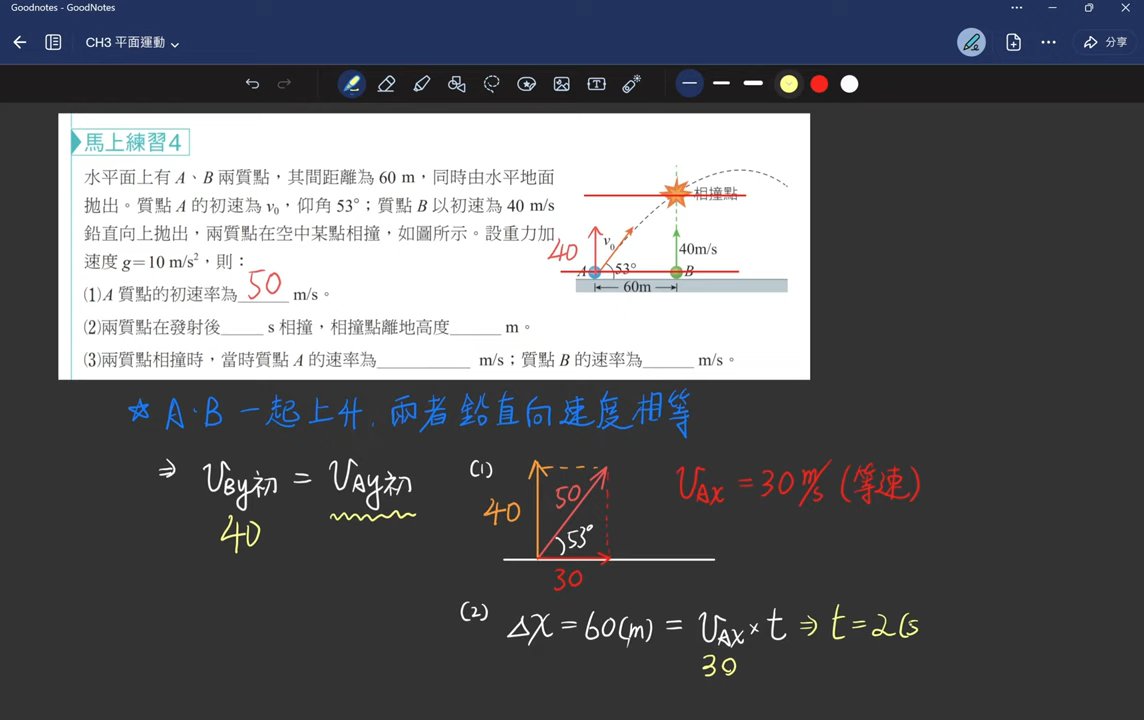 Goodnotes - GoodNotes
CH3 平面運動
分享
馬上練習4
水平面上有 A、B 兩質點，其間距離為 60 m，同時由水平地面
拋出。質點 A 的初速為 v₀，仰角 53°；質點 B 以初速為 40 m/s
鉛直向上拋出，兩質點在空中某點相撞，如圖所示。設重力加
速度 g＝10 m/s²，則：
(1) A 質點的初速率為 50 m/s。
(2)兩質點在發射後_____ s 相撞，相撞點離地高度_____ m。
(3)兩質點相撞時，當時質點 A 的速率為_________ m/s；質點 B 的速率為_____ m/s。
相撞點
40
v₀
40m/s
A
53°
B
60m
☆ A.B 一起上升，兩者鉛直向速度相等
⇒ VBy初 = VAy初
40
(1)
40
50
53°
30
VAx = 30 m/s (等速)
(2) Δx = 60(m) = VAx × t ⇒ t = 2(s
30